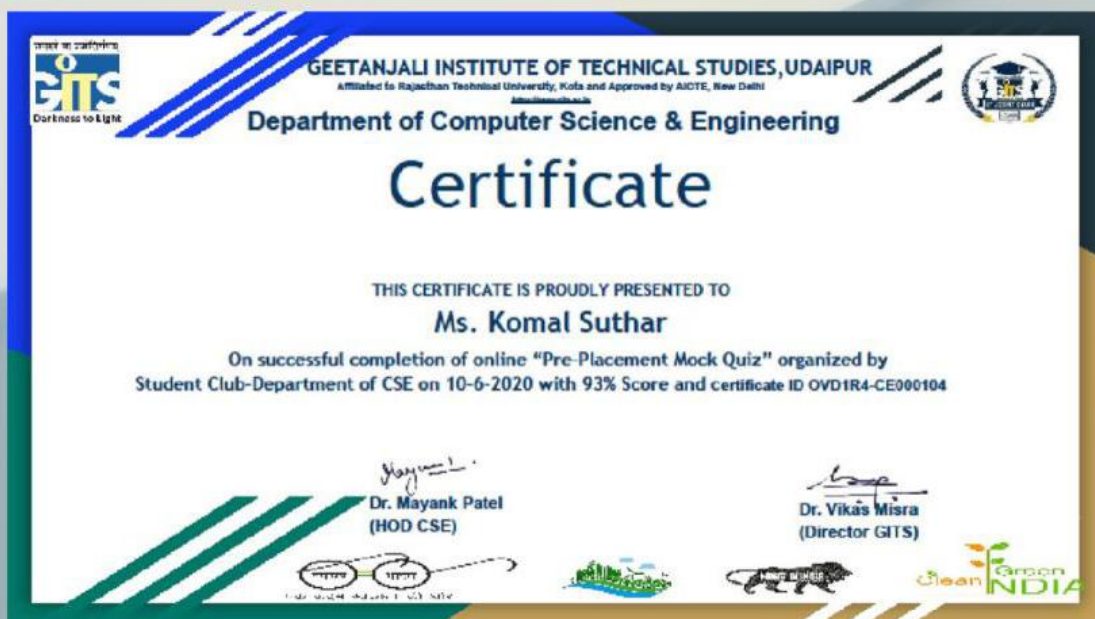 GITS
Darkness to Light
GEETANJALI INSTITUTE OF TECHNICAL STUDIES,UDAIPUR
Affiliated to Rajasthan Technical University, Kota and Approved by AICTE, New Delhi
Department of Computer Science & Engineering
GITS
Certificate
THIS CERTIFICATE IS PROUDLY PRESENTED TO
Ms. Komal Suthar
On successful completion of online “Pre-Placement Mock Quiz” organized by
Student Club-Department of CSE on 10-6-2020 with 93% Score and certificate ID OVD1R4-CE000104
Dr. Mayank Patel
(HOD CSE)
Dr. Vikas Misra
(Director GITS)
Clean Green
INDIA